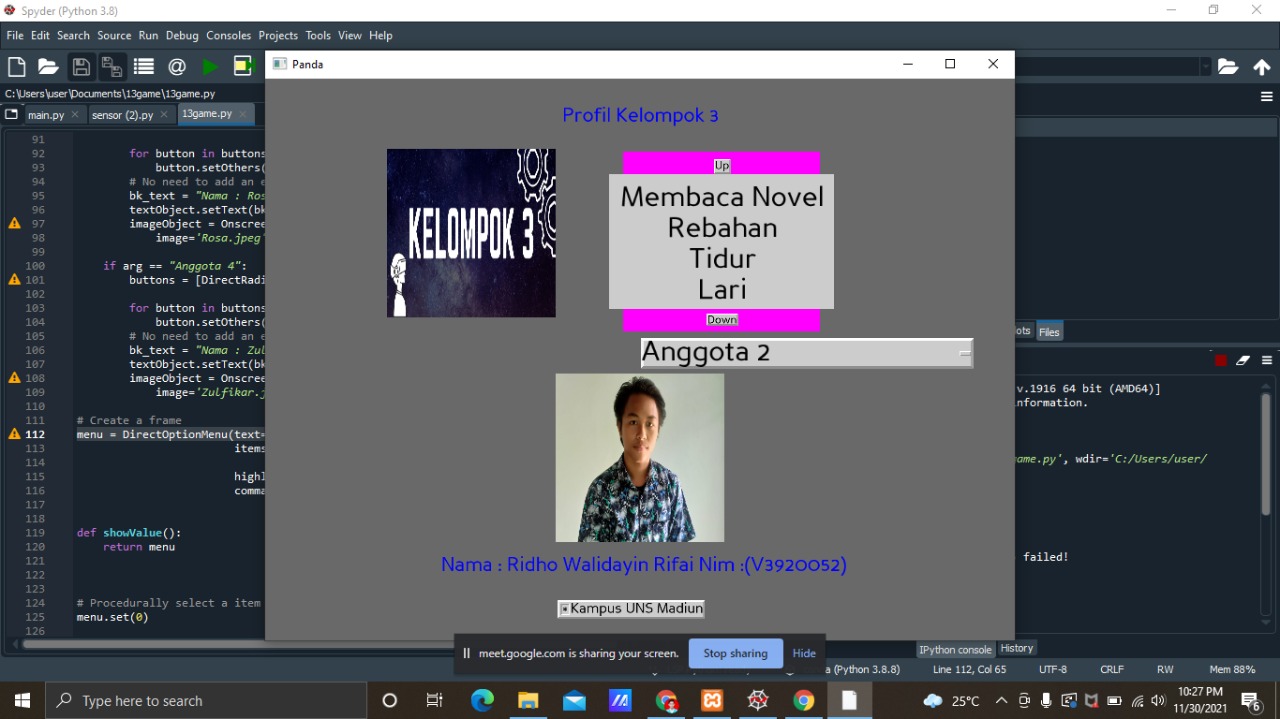 Spyder (Python 3.8)
File Edit Search Source Run Debug Consoles Projects Tools View Help
C:\Users\user\Documents\13game\13game.py
main.py
sensor (2).py
13game.py
91
92 for button in buttons
93 button.setOthers(
94 # No need to add an e
95 bk_text = "Nama : Ros
96 textObject.setText(bk
97 imageObject = Onscree
98 image='Rosa.jpeg'
99
100 if arg == "Anggota 4":
101 buttons = [DirectRadi
102
103 for button in buttons
104 button.setOthers(
105 # No need to add an e
106 bk_text = "Nama : Zul
107 textObject.setText(bk
108 imageObject = Onscree
109 image='Zulfikar.j
110
111 # Create a frame
112 menu = DirectOptionMenu(text=
113 items
114
115 highl
116 comma
117
118
119 def showValue():
120 return menu
121
122
123
124 # Procedurally select a item
125 menu.set(0)
126
Panda
Profil Kelompok 3
KELOMPOK 3
Up
Membaca Novel
Rebahan
Tidur
Lari
Down
Anggota 2
Nama : Ridho Walidayin Rifai Nim :(V3920052)
Kampus UNS Madiun
ots Files
v.1916 64 bit (AMD64)]
nformation.
ame.py', wdir='C:/Users/user/
failed!
IPython console History
meet.google.com is sharing your screen. Stop sharing Hide
a (Python 3.8.8) Line 112, Col 65 UTF-8 CRLF RW Mem 88%
Type here to search
25°C
10:27 PM
11/30/2021
6